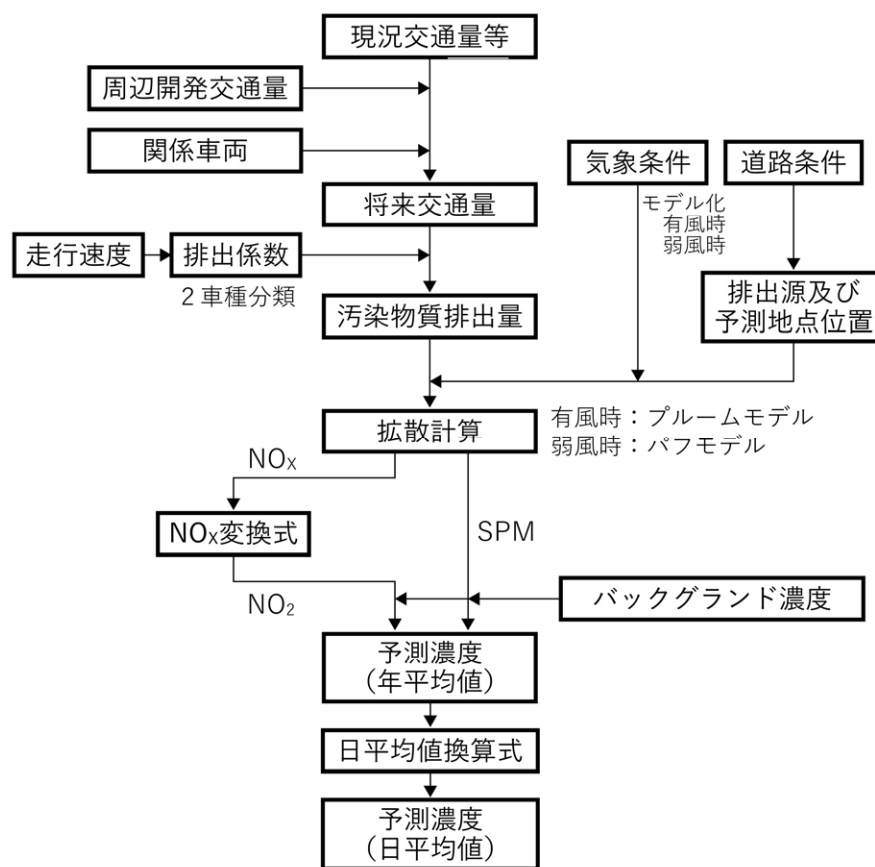 現況交通量等
周辺開発交通量
関係車両
気象条件
道路条件
将来交通量
モデル化
有風時
弱風時
走行速度
排出係数
２車種分類
汚染物質排出量
排出源及び
予測地点位置
拡散計算
有風時：プルームモデル
弱風時：パフモデル
NOx
NOx変換式
SPM
NO2
バックグランド濃度
予測濃度
（年平均値）
日平均値換算式
予測濃度
（日平均値）